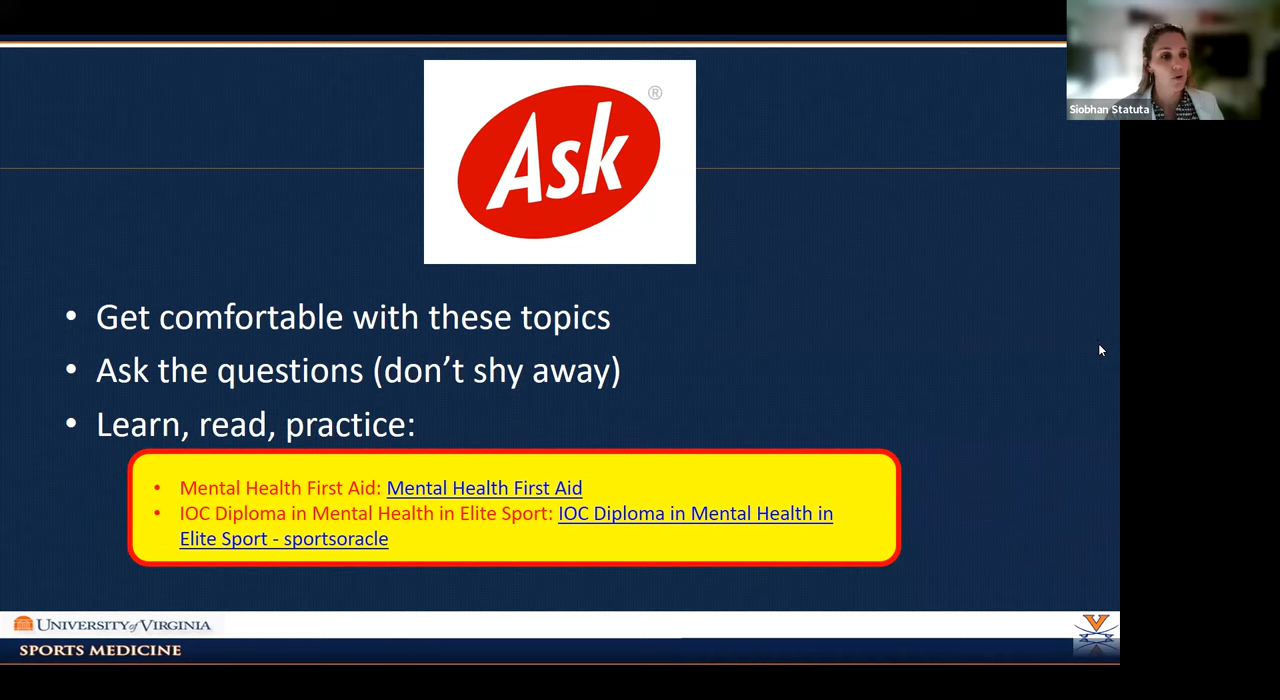 Ask®
Siobhan Statuta
• Get comfortable with these topics
• Ask the questions (don’t shy away)
• Learn, read, practice:
• Mental Health First Aid: Mental Health First Aid
• IOC Diploma in Mental Health in Elite Sport: IOC Diploma in Mental Health in
Elite Sport - sportsoracle
UNIVERSITY of VIRGINIA
SPORTS MEDICINE